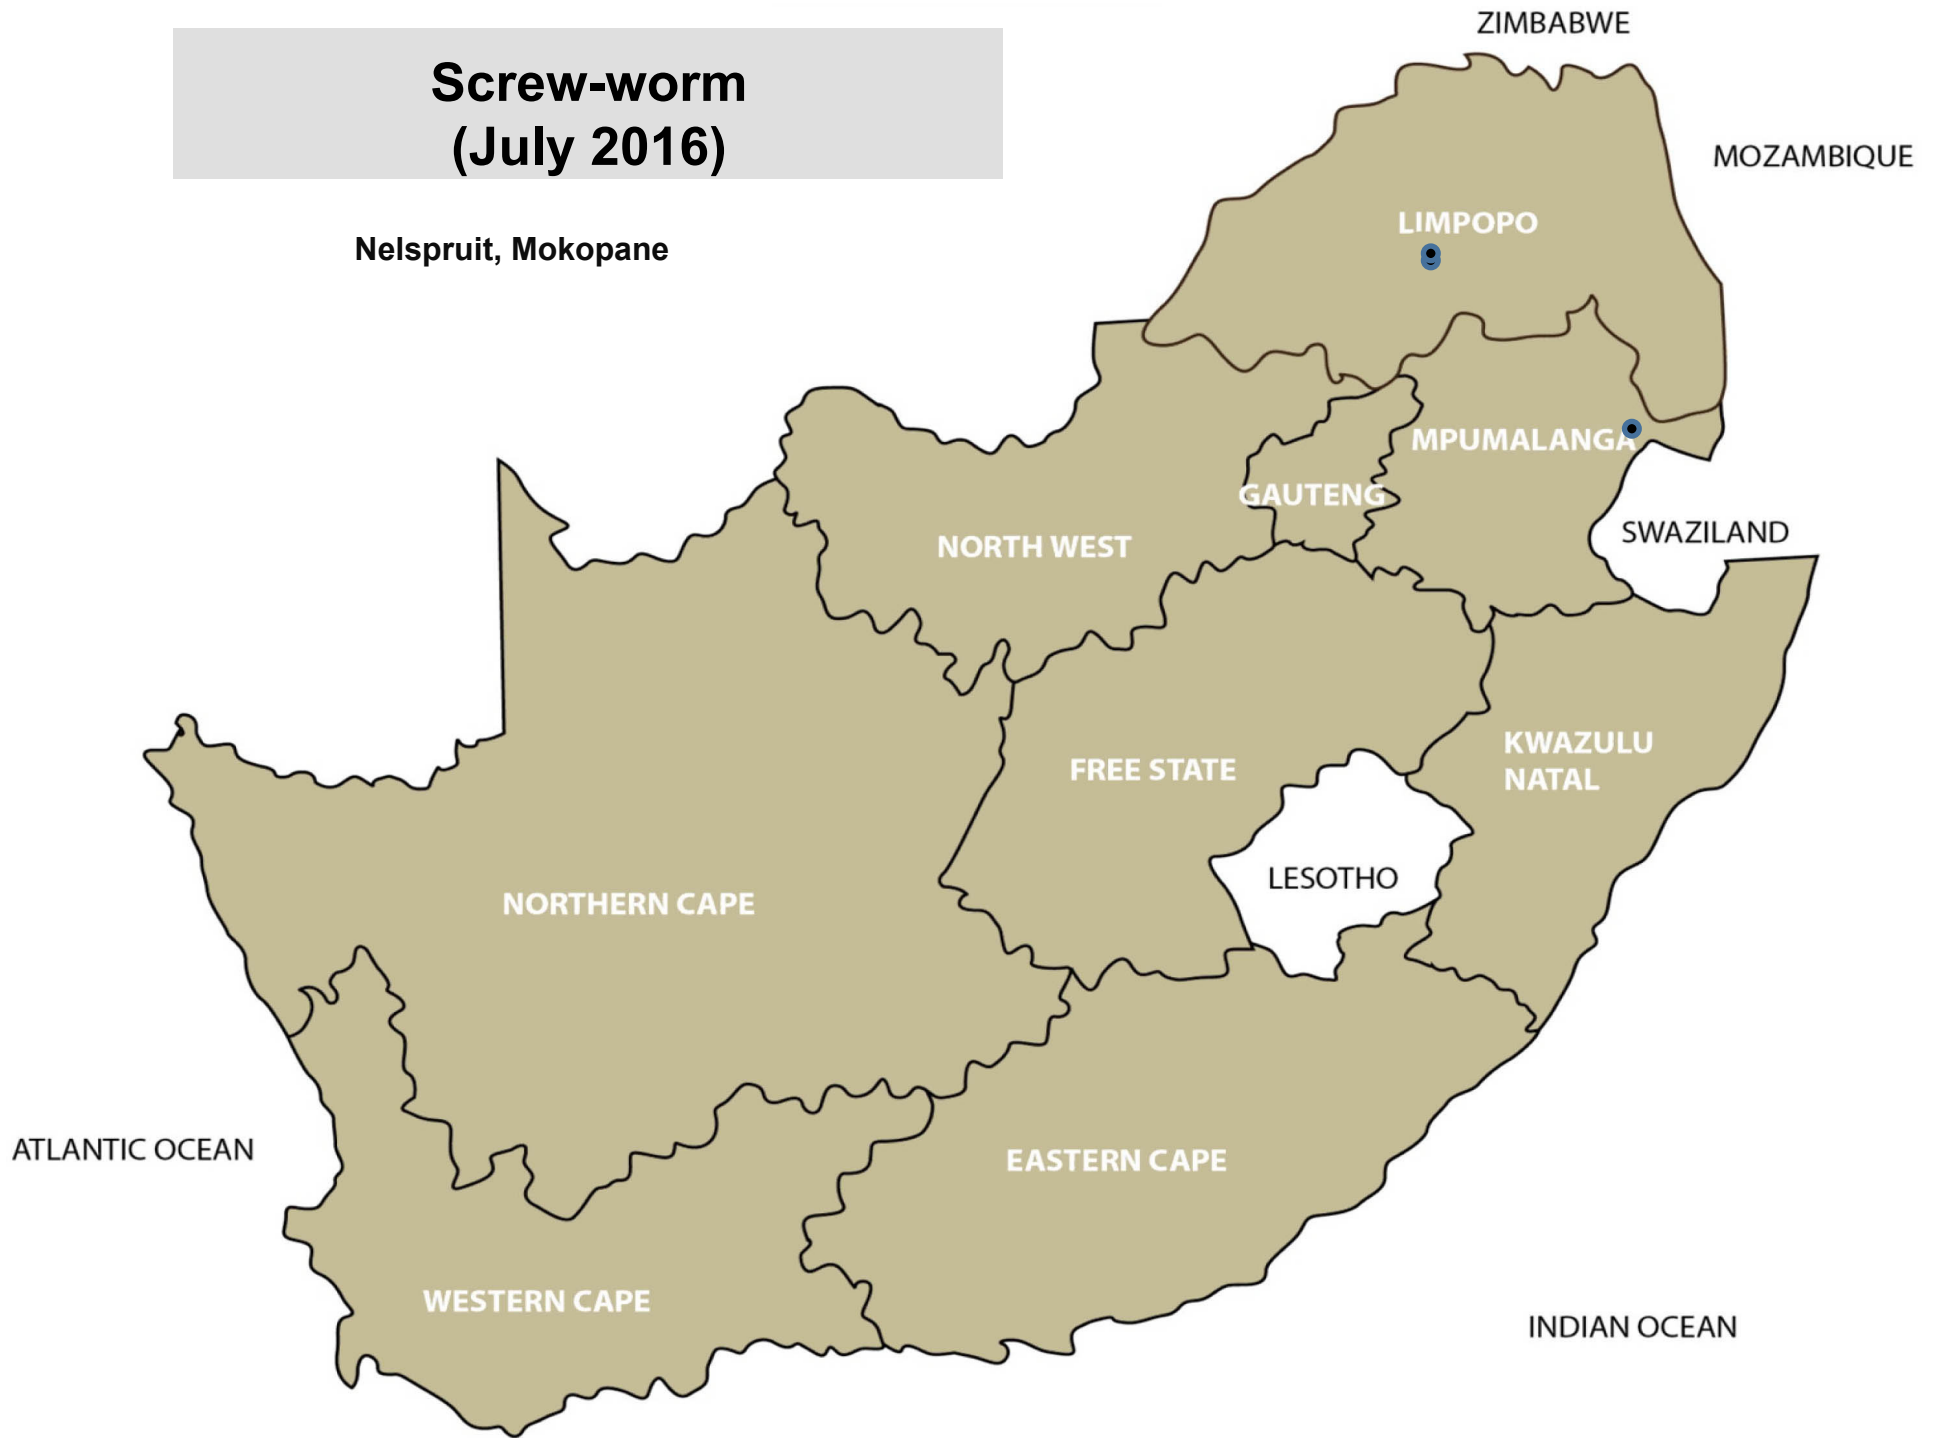 Screw-worm
(July 2016)
Nelspruit, Mokopane
ZIMBABWE
MOZAMBIQUE
LIMPOPO
MPUMALANGA
GAUTENG
SWAZILAND
NORTH WEST
KWAZULU
NATAL
FREE STATE
LESOTHO
NORTHERN CAPE
ATLANTIC OCEAN
EASTERN CAPE
WESTERN CAPE
INDIAN OCEAN